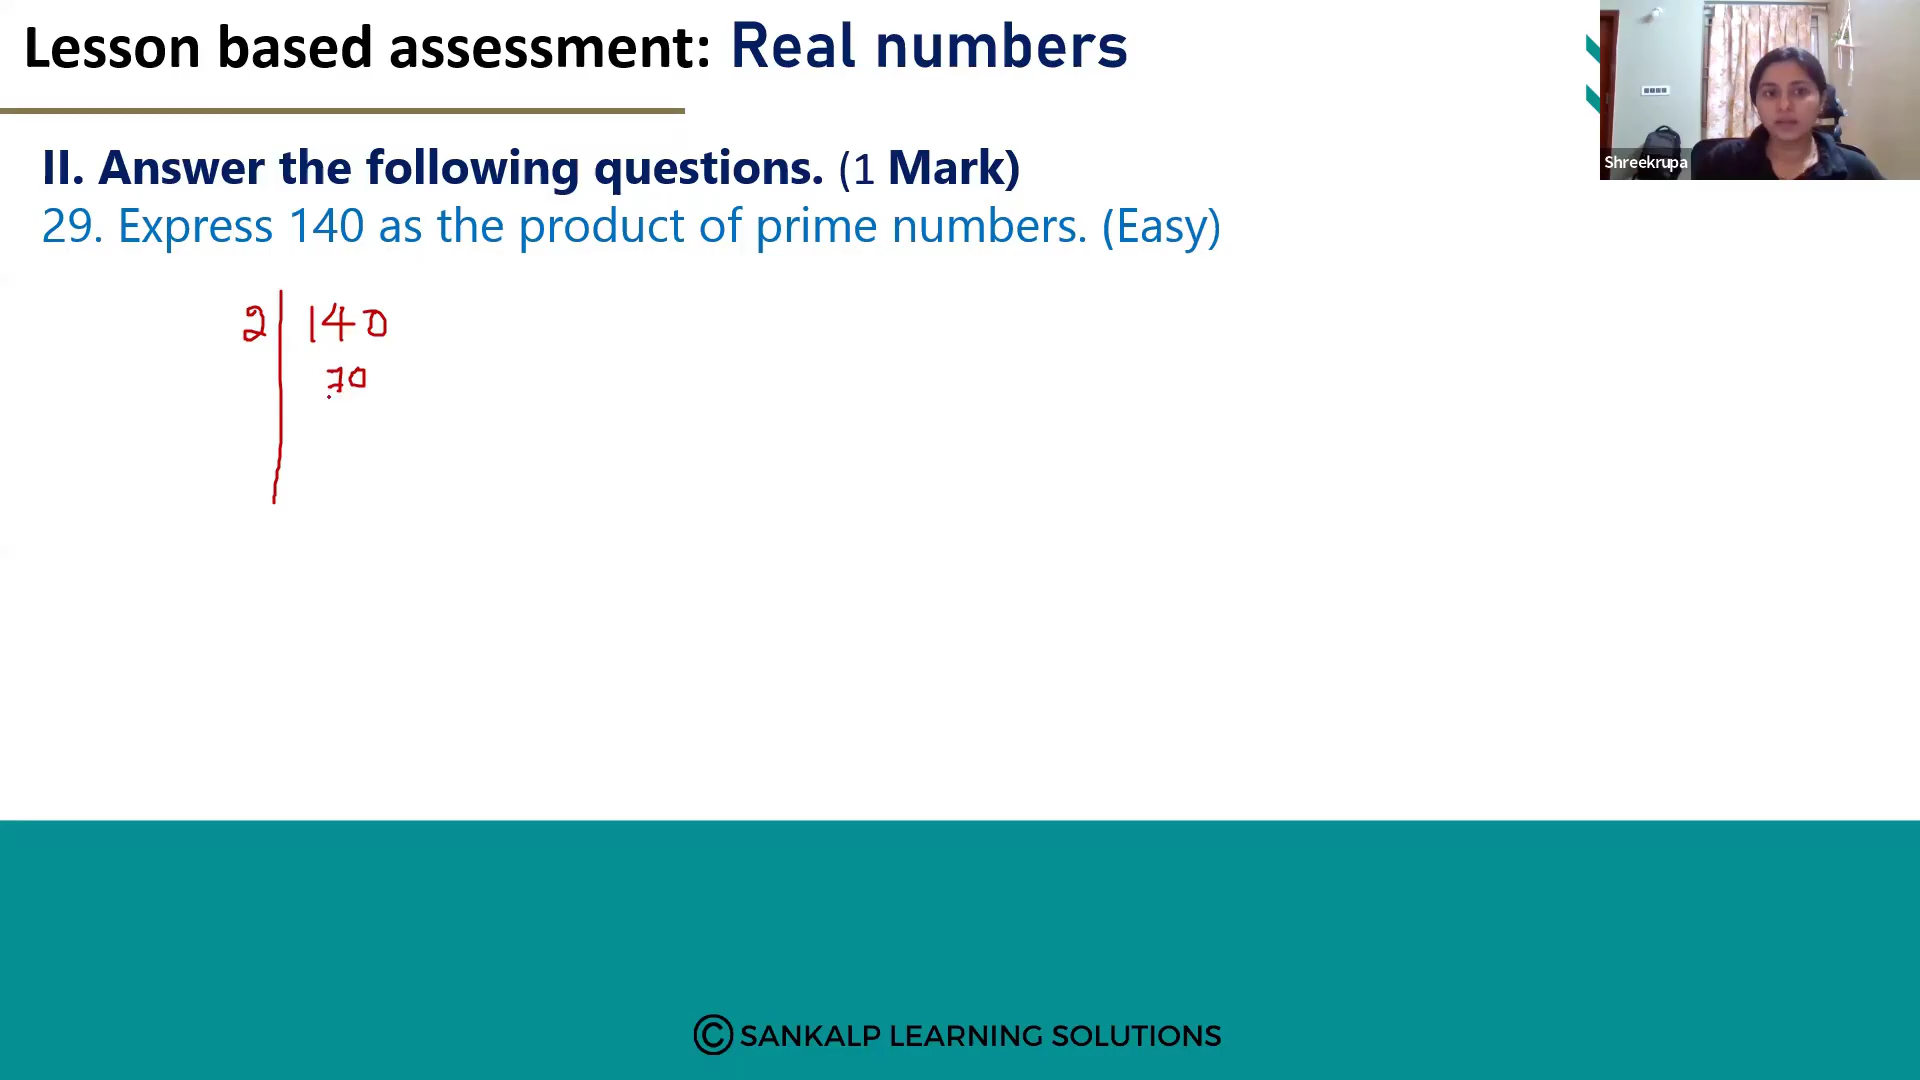 Lesson based assessment: Real numbers
Shreekrupa
II. Answer the following questions. (1 Mark)
29. Express 140 as the product of prime numbers. (Easy)
2 140
70
© SANKALP LEARNING SOLUTIONS